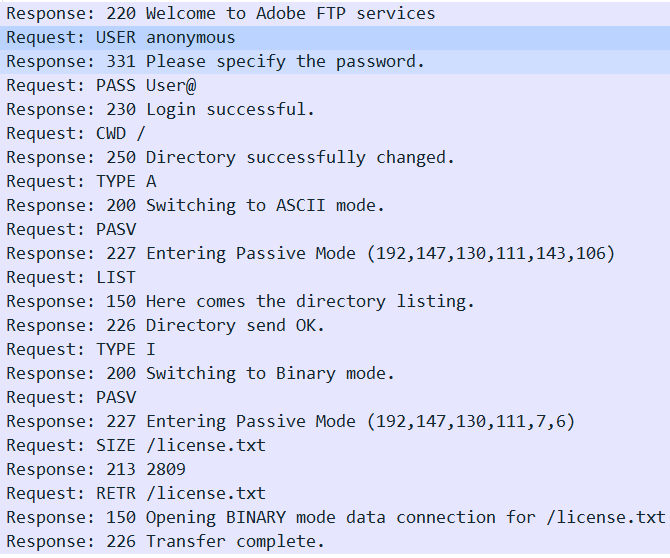 Response: 220 Welcome to Adobe FTP services
Request: USER anonymous
Response: 331 Please specify the password.
Request: PASS User@
Response: 230 Login successful.
Request: CWD /
Response: 250 Directory successfully changed.
Request: TYPE A
Response: 200 Switching to ASCII mode.
Request: PASV
Response: 227 Entering Passive Mode (192,147,130,111,143,106)
Request: LIST
Response: 150 Here comes the directory listing.
Response: 226 Directory send OK.
Request: TYPE I
Response: 200 Switching to Binary mode.
Request: PASV
Response: 227 Entering Passive Mode (192,147,130,111,7,6)
Request: SIZE /license.txt
Response: 213 2809
Request: RETR /license.txt
Response: 150 Opening BINARY mode data connection for /license.txt
Response: 226 Transfer complete.